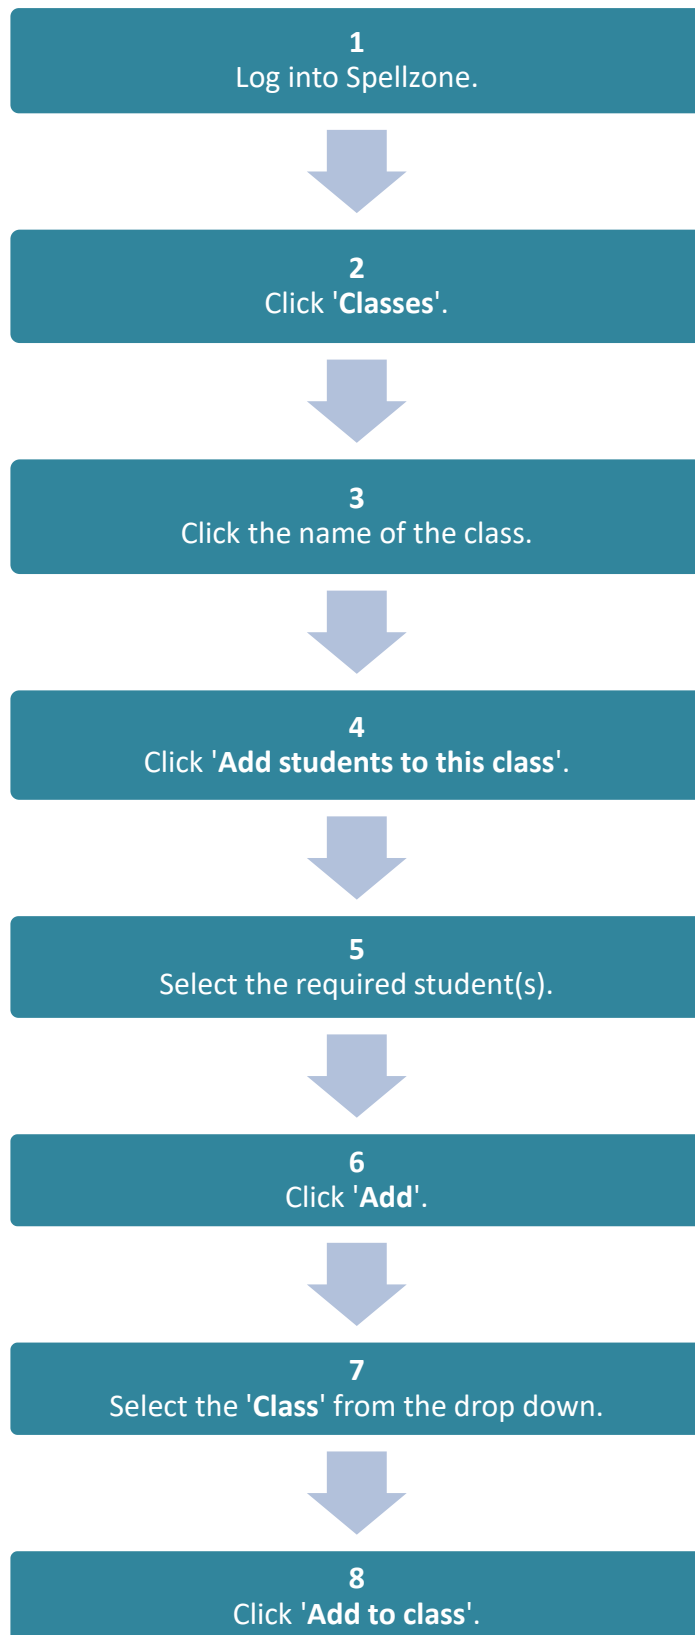 1
Log into Spellzone.
2
Click 'Classes'.
3
Click the name of the class.
4
Click 'Add students to this class'.
5
Select the required student(s).
6
Click 'Add'.
7
Select the 'Class' from the drop down.
8
Click 'Add to class'.